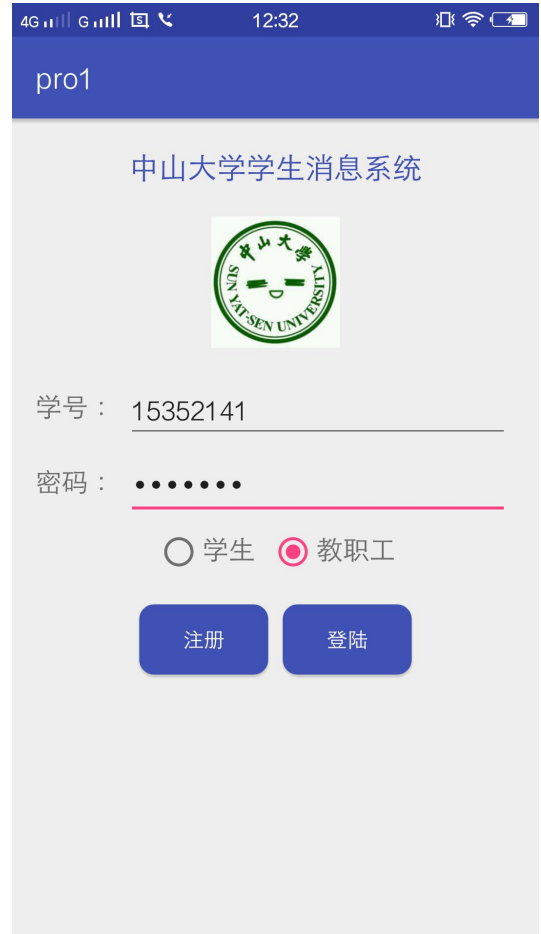 4G G 12:32
pro1
中山大学学生消息系统
中山大学
SUN YAT-SEN UNIVERSITY
学号：15352141
密码：•••••••
学生 教职工
注册 登陆